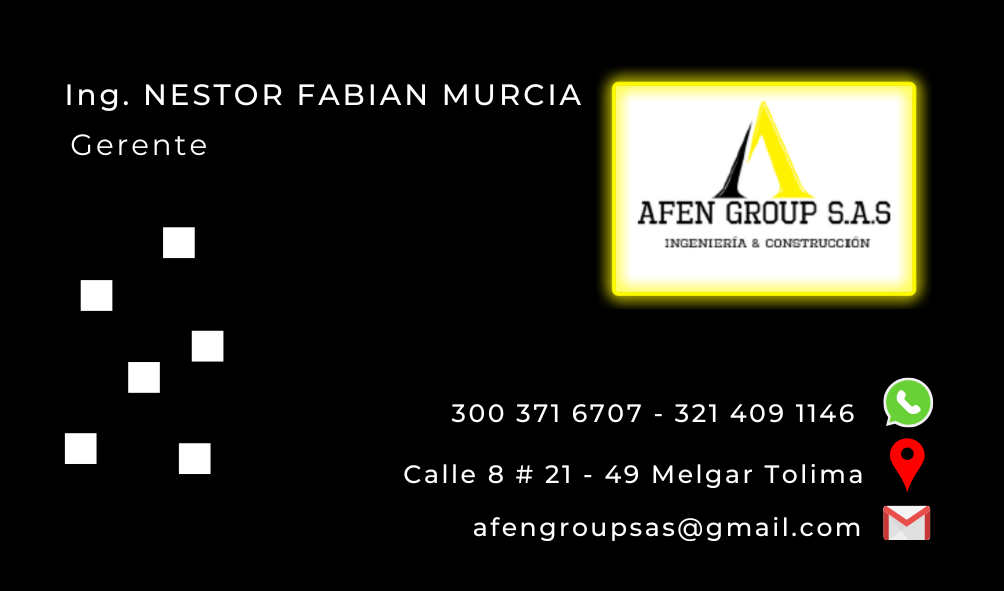 Ing. NESTOR FABIAN MURCIA
Gerente
AFEN GROUP S.A.S
INGENIERÍA & CONSTRUCCIÓN
300 371 6707 - 321 409 1146
Calle 8 # 21 - 49 Melgar Tolima
afengroupsas@gmail.com